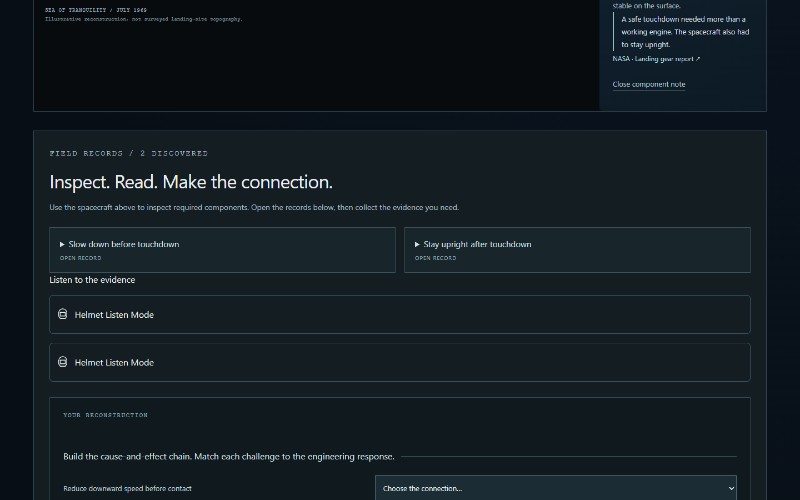 SEA OF TRANQUILITY / JULY 1969
Illustrative reconstruction, not surveyed landing-site topography.
stable on the surface.
A safe touchdown needed more than a
working engine. The spacecraft also had
to stay upright.
NASA · Landing gear report ↗
Close component note
FIELD RECORDS / 2 DISCOVERED
Inspect. Read. Make the connection.
Use the spacecraft above to inspect required components. Open the records below, then collect the evidence you need.
▶ Slow down before touchdown
OPEN RECORD
▶ Stay upright after touchdown
OPEN RECORD
Listen to the evidence
Helmet Listen Mode
Helmet Listen Mode
YOUR RECONSTRUCTION
Build the cause-and-effect chain. Match each challenge to the engineering response.
Reduce downward speed before contact
Choose the connection...